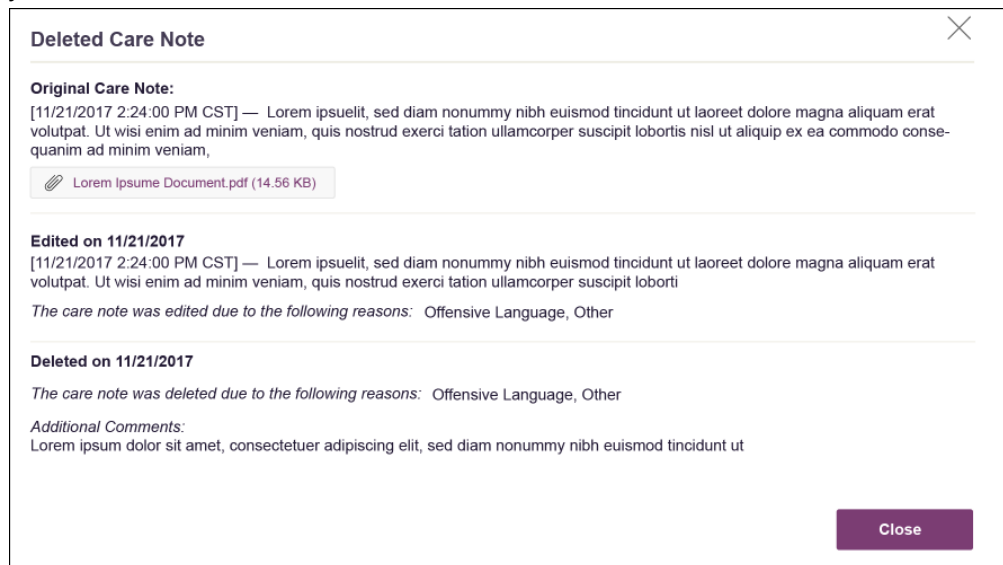 Deleted Care Note
Original Care Note:
[11/21/2017 2:24:00 PM CST] — Lorem ipsuelit, sed diam nonummy nibh euismod tincidunt ut laoreet dolore magna aliquam erat
volutpat. Ut wisi enim ad minim veniam, quis nostrud exerci tation ullamcorper suscipit lobortis nisl ut aliquip ex ea commodo conse-
quanim ad minim veniam,
Lorem Ipsume Document.pdf (14.56 KB)
Edited on 11/21/2017
[11/21/2017 2:24:00 PM CST] — Lorem ipsuelit, sed diam nonummy nibh euismod tincidunt ut laoreet dolore magna aliquam erat
volutpat. Ut wisi enim ad minim veniam, quis nostrud exerci tation ullamcorper suscipit loborti
The care note was edited due to the following reasons: Offensive Language, Other
Deleted on 11/21/2017
The care note was deleted due to the following reasons: Offensive Language, Other
Additional Comments:
Lorem ipsum dolor sit amet, consectetuer adipiscing elit, sed diam nonummy nibh euismod tincidunt ut
Close